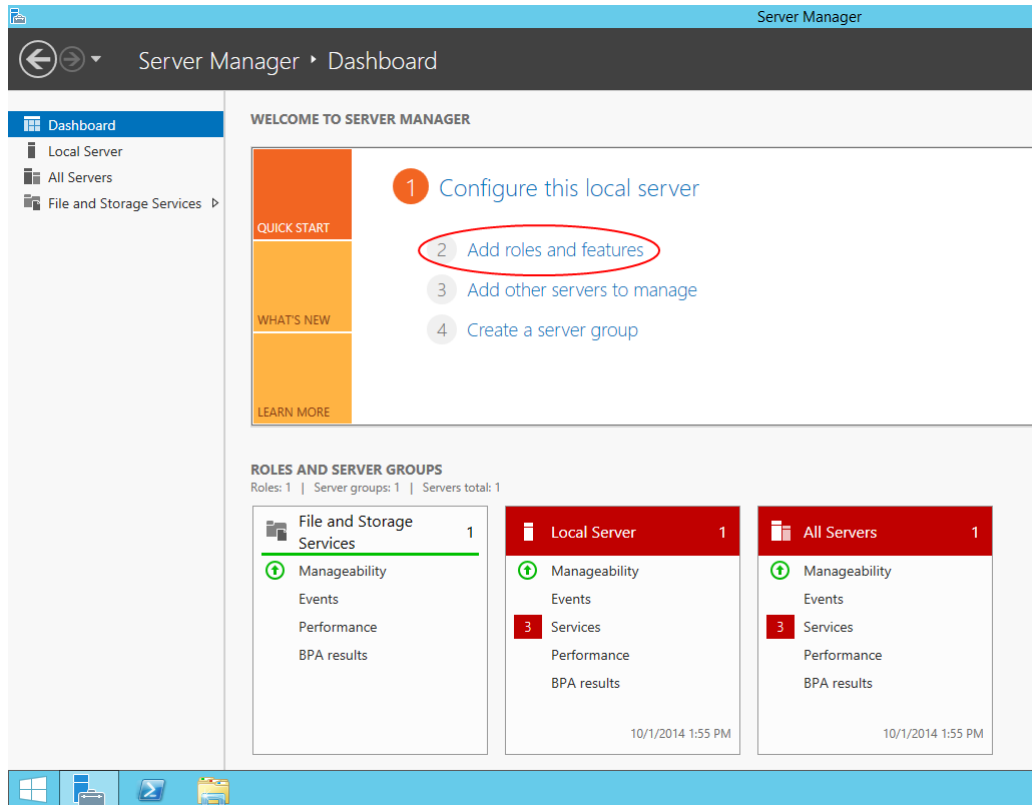 Server Manager
Server Manager • Dashboard
Dashboard
Local Server
All Servers
File and Storage Services
WELCOME TO SERVER MANAGER
QUICK START
WHAT'S NEW
LEARN MORE
1 Configure this local server
2 Add roles and features
3 Add other servers to manage
4 Create a server group
ROLES AND SERVER GROUPS
Roles: 1 | Server groups: 1 | Servers total: 1
File and Storage
Services 1
Manageability
Events
Performance
BPA results
Local Server 1
Manageability
Events
3 Services
Performance
BPA results
10/1/2014 1:55 PM
All Servers 1
Manageability
Events
3 Services
Performance
BPA results
10/1/2014 1:55 PM